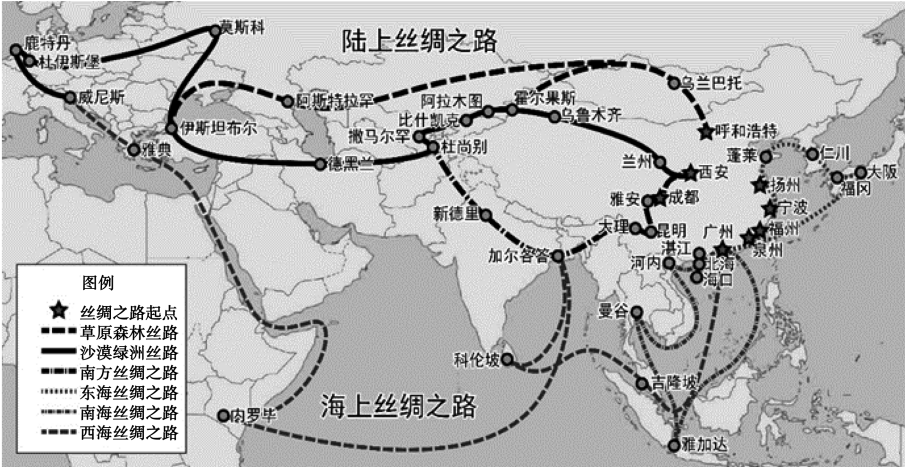 莫斯科
鹿特丹
杜伊斯堡
陆上丝绸之路
威尼斯
阿斯特拉罕
乌兰巴托
阿拉木图
霍尔果斯
比什凯克
乌鲁木齐
伊斯坦布尔
撒马尔罕
呼和浩特
雅典
杜尚别
德黑兰
兰州
西安
蓬莱
仁川
大阪
福冈
扬州
雅安
成都
宁波
新德里
大理
昆明
广州
福州
泉州
湛江
加尔各答
河内
北海
海口
图例
丝绸之路起点
草原森林丝路
沙漠绿洲丝路
南方丝绸之路
东海丝绸之路
南海丝绸之路
西海丝绸之路
曼谷
科伦坡
吉隆坡
海上丝绸之路
内罗毕
雅加达